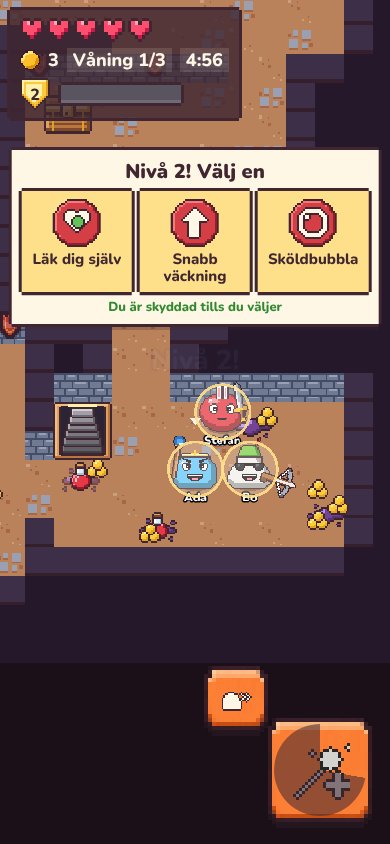 3 Våning 1/3 4:56
2
Nivå 2! Välj en
Läk dig själv
Snabb
väckning
Sköldbubbla
Du är skyddad tills du väljer
Nivå 2!
Stefan
Ada
Bo